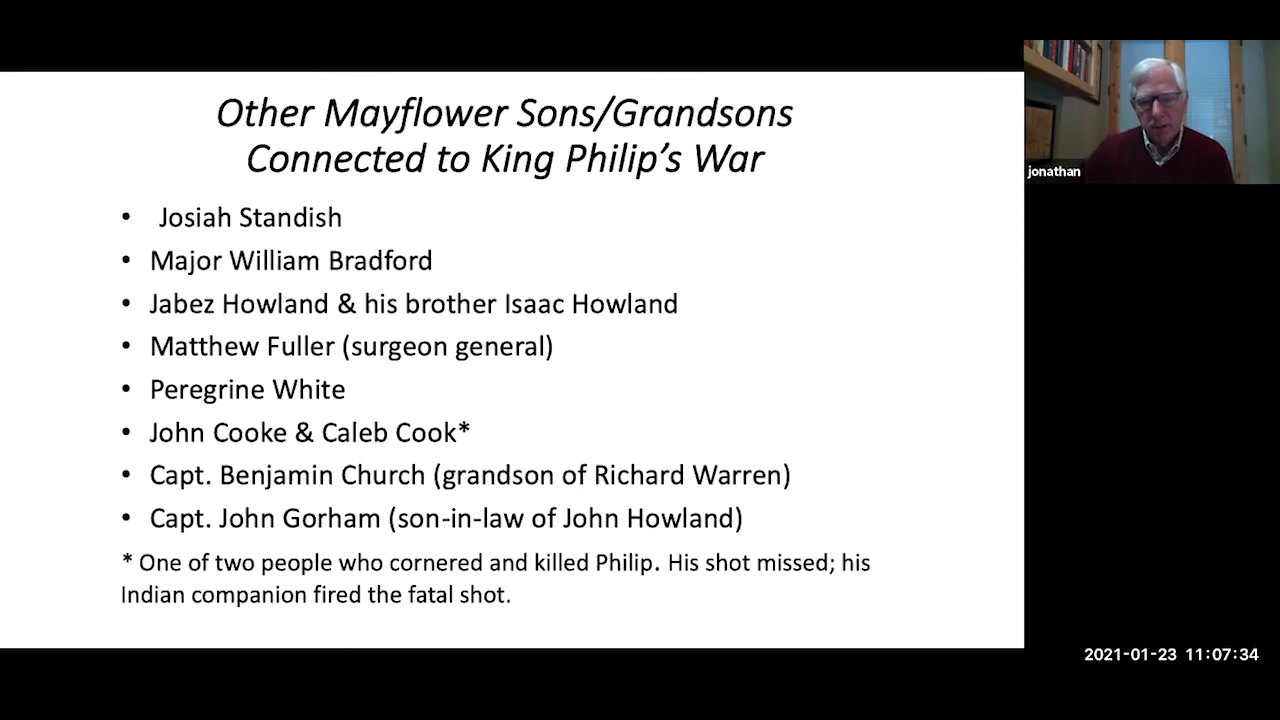 Other Mayflower Sons/Grandsons
Connected to King Philip's War
• Josiah Standish
• Major William Bradford
• Jabez Howland & his brother Isaac Howland
• Matthew Fuller (surgeon general)
• Peregrine White
• John Cooke & Caleb Cook*
• Capt. Benjamin Church (grandson of Richard Warren)
• Capt. John Gorham (son-in-law of John Howland)
* One of two people who cornered and killed Philip. His shot missed; his
Indian companion fired the fatal shot.
jonathan
2021-01-23 11:07:34